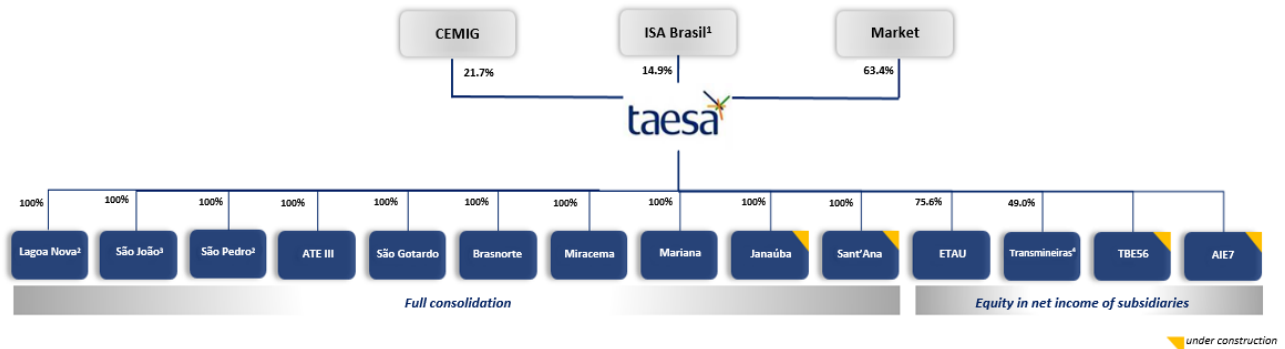 CEMIG
ISA Brasil¹
Market
21.7%
14.9%
63.4%
taesa
100%
100%
100%
100%
100%
100%
100%
100%
100%
100%
75.6%
49.0%
Lagoa Nova²
São João³
São Pedro²
ATE III
São Gotardo
Brasnorte
Miracema
Mariana
Janaúba
Sant'Ana
ETAU
Transmineiras⁴
TBE56
AIE7
Full consolidation
Equity in net income of subsidiaries
under construction